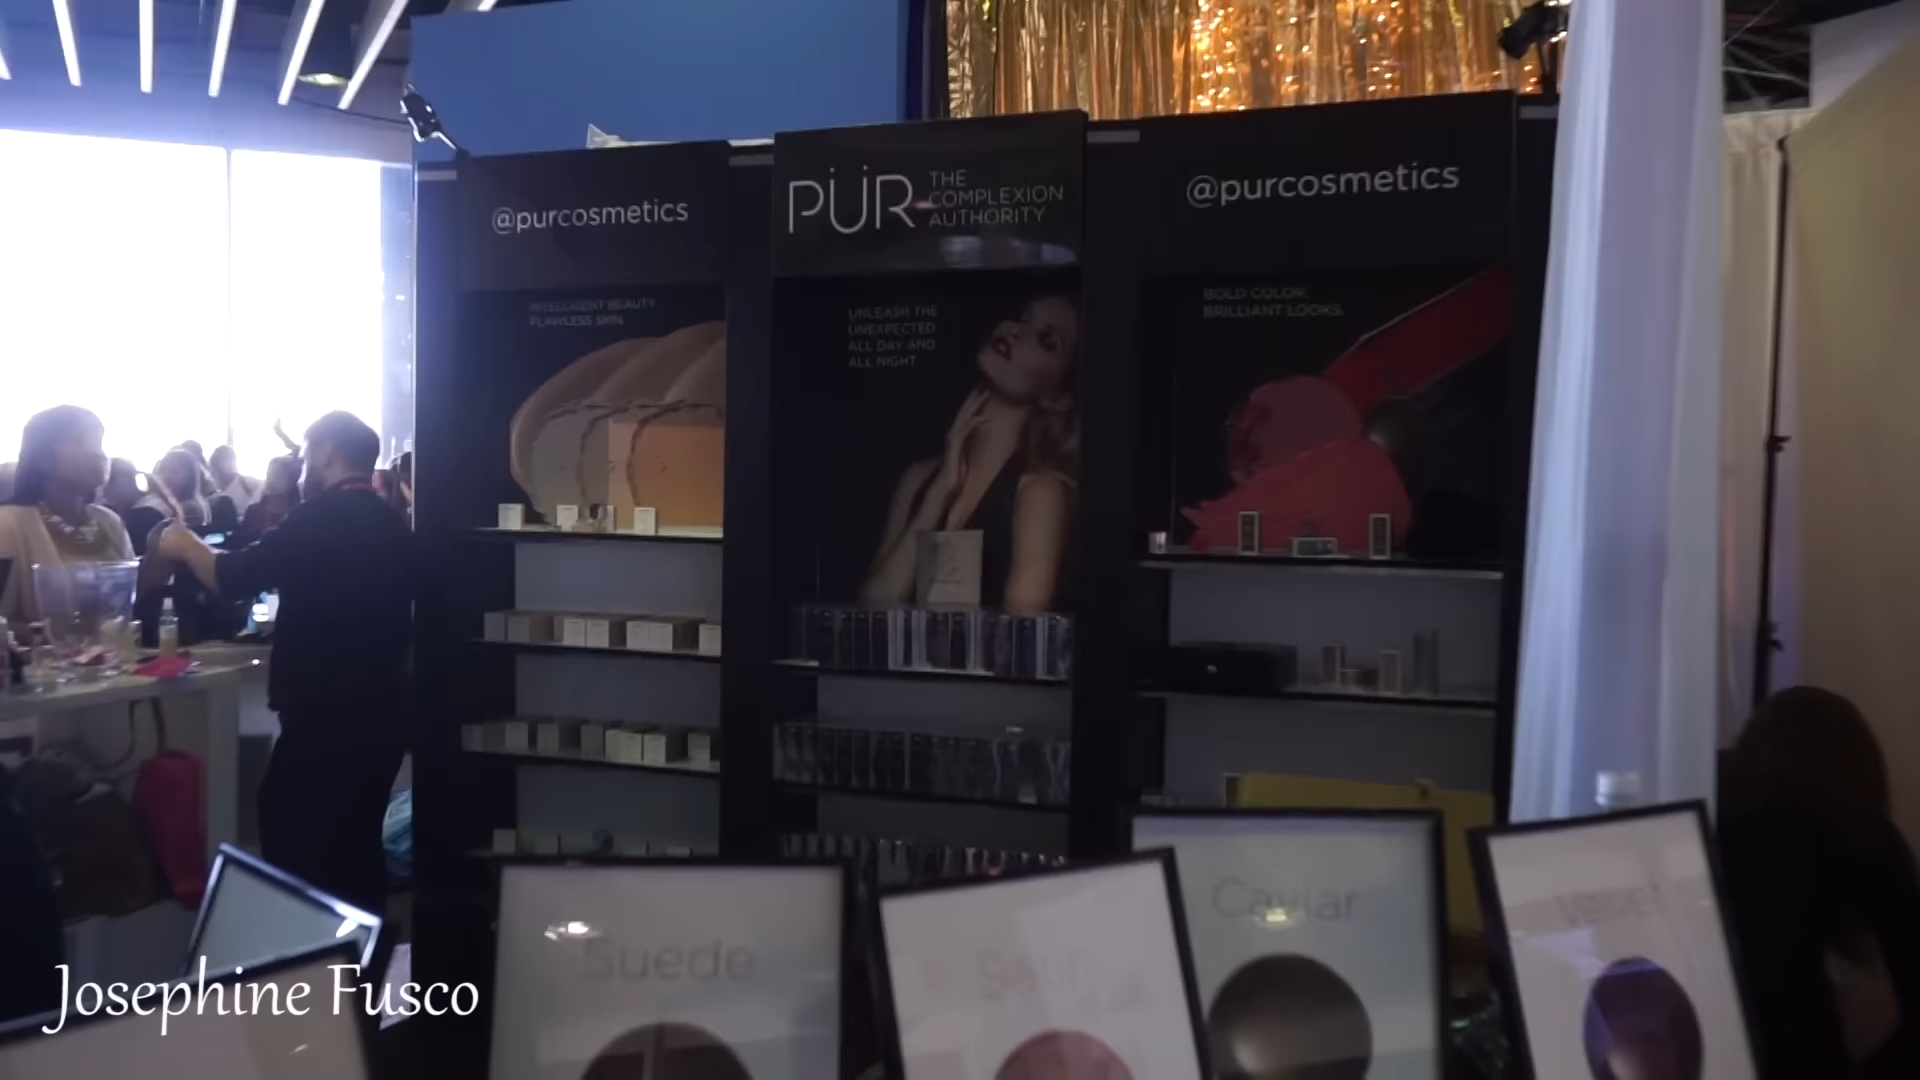 @purcosmetics
PÜR THE
COMPLEXION
AUTHORITY
@purcosmetics
INTELLIGENT BEAUTY
FLAWLESS SKIN
UNLEASH THE
UNEXPECTED
ALL DAY AND
ALL NIGHT
BOLD COLOR.
BRILLIANT LOOKS.
Suede
Caviar
Josephine Fusco